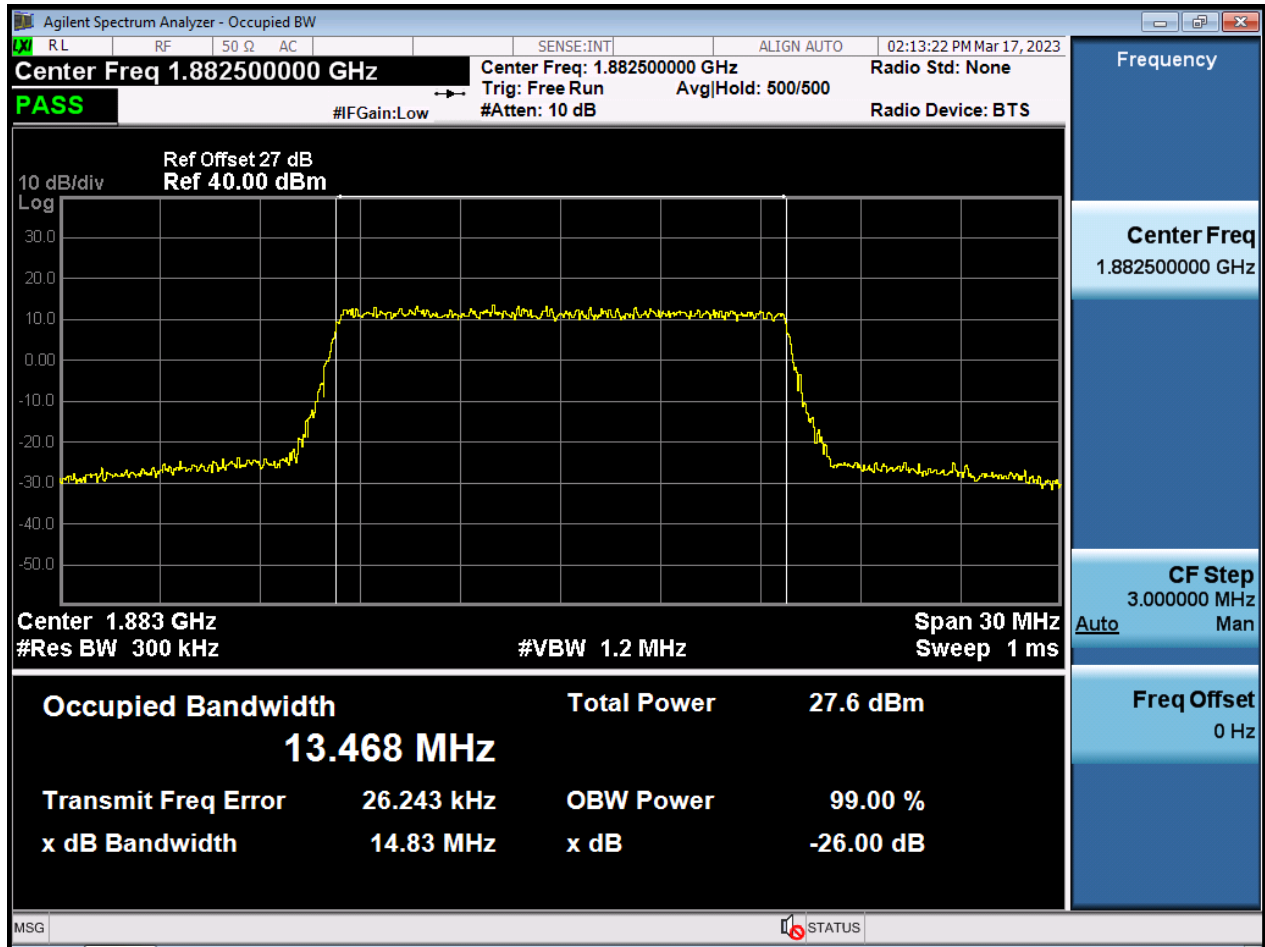 Agilent Spectrum Analyzer - Occupied BW
LXI RL RF 50 Ω AC SENSE:INT ALIGN AUTO 02:13:22 PM Mar 17, 2023
Center Freq 1.882500000 GHz
PASS
#IFGain:Low
Center Freq: 1.882500000 GHz
Trig: Free Run Avg|Hold: 500/500
#Atten: 10 dB
Radio Std: None
Radio Device: BTS
Ref Offset 27 dB
10 dB/div Ref 40.00 dBm
Log
30.0
20.0
10.0
0.00
-10.0
-20.0
-30.0
-40.0
-50.0
Center 1.883 GHz Span 30 MHz
#Res BW 300 kHz #VBW 1.2 MHz Sweep 1 ms
Occupied Bandwidth Total Power 27.6 dBm
13.468 MHz
Transmit Freq Error 26.243 kHz OBW Power 99.00 %
x dB Bandwidth 14.83 MHz x dB -26.00 dB
Frequency
Center Freq
1.882500000 GHz
CF Step
3.000000 MHz
Auto Man
Freq Offset
0 Hz
MSG STATUS